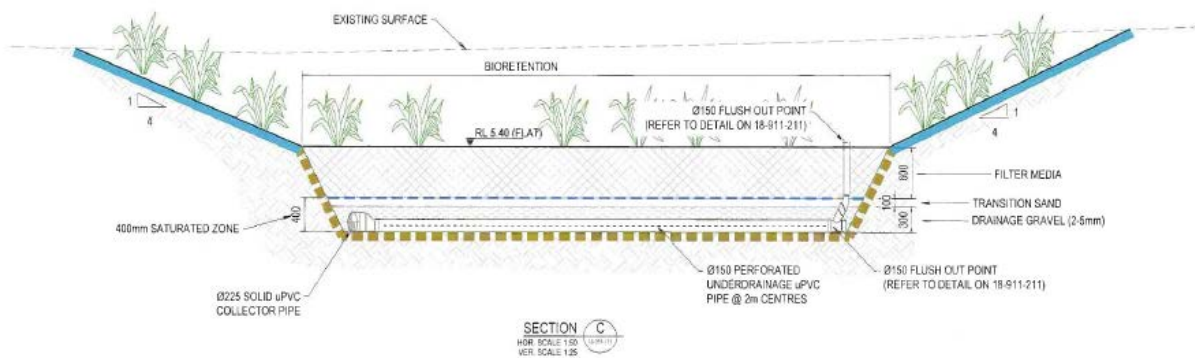 EXISTING SURFACE
BIORETENTION
Ø150 FLUSH OUT POINT
(REFER TO DETAIL ON 18-911-211)
1
4
1
4
RL 5.40 (FLAT)
600
FILTER MEDIA
100
TRANSITION SAND
400
300
DRAINAGE GRAVEL (2-5mm)
400mm SATURATED ZONE
Ø225 SOLID uPVC
COLLECTOR PIPE
Ø150 PERFORATED
UNDERDRAINAGE uPVC
PIPE @ 2m CENTRES
Ø150 FLUSH OUT POINT
(REFER TO DETAIL ON 18-911-211)
SECTION C
HOR. SCALE 1:50
VER. SCALE 1:25